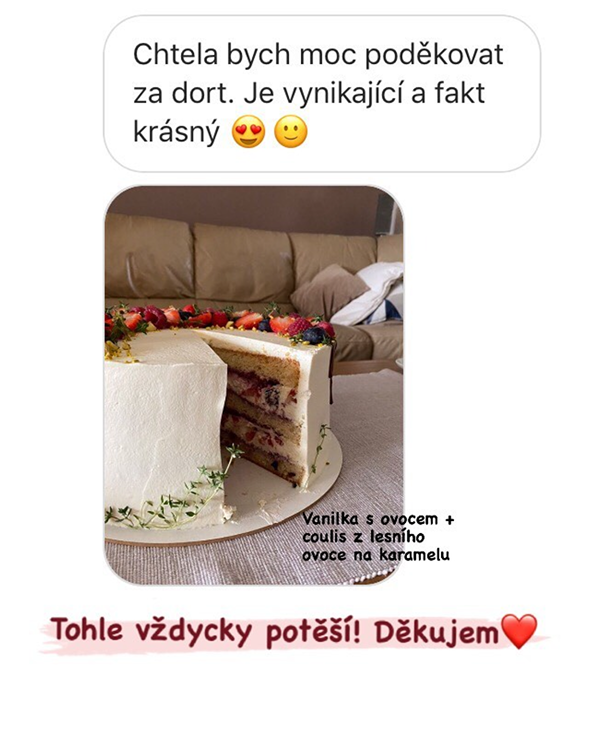 Chtela bych moc poděkovat
za dort. Je vynikající a fakt
krásný 😍 🙂
Vanilka s ovocem +
coulis z lesního
ovoce na karamelu
Tohle vždycky potěší! Děkujem❤️